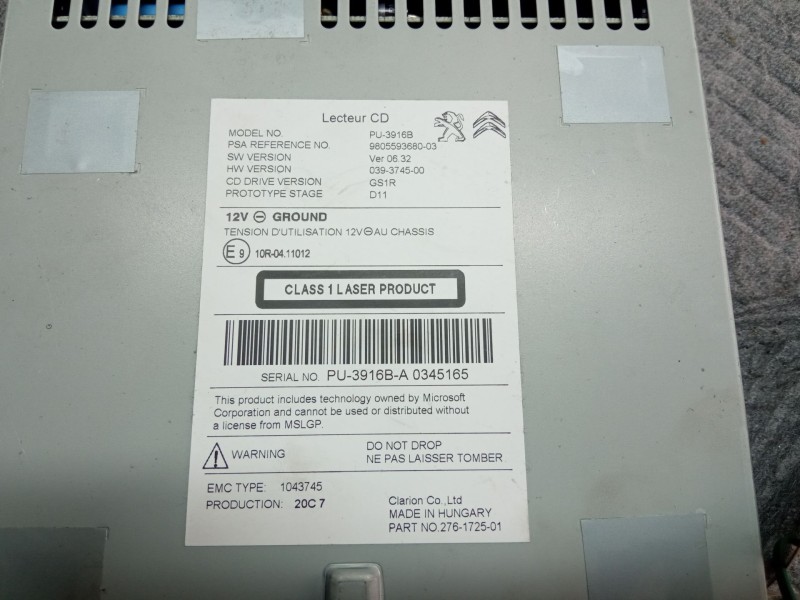 Lecteur CD
MODEL NO. PU-3916B
PSA REFERENCE NO. 9805593680-03
SW VERSION Ver 06.32
HW VERSION 039-3745-00
CD DRIVE VERSION GS1R
PROTOTYPE STAGE D11
12V ⊖ GROUND
TENSION D'UTILISATION 12V⊖AU CHASSIS
E9 10R-04.11012
CLASS 1 LASER PRODUCT
SERIAL NO. PU-3916B-A 0345165
This product includes technology owned by Microsoft
Corporation and cannot be used or distributed without
a license from MSLGP.
WARNING DO NOT DROP
NE PAS LAISSER TOMBER
EMC TYPE: 1043745
PRODUCTION: 20C 7
Clarion Co.,Ltd
MADE IN HUNGARY
PART NO.276-1725-01